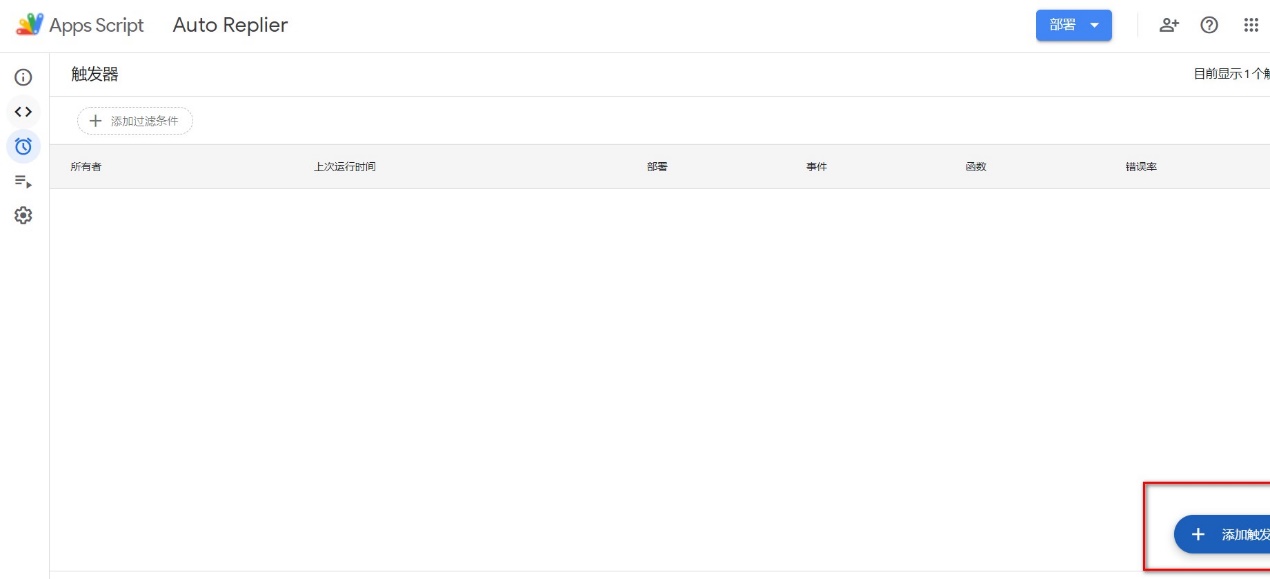 Apps Script Auto Replier 部署
触发器 目前显示1个
添加过滤条件
所有者 上次运行时间 部署 事件 函数 错误率
添加触发